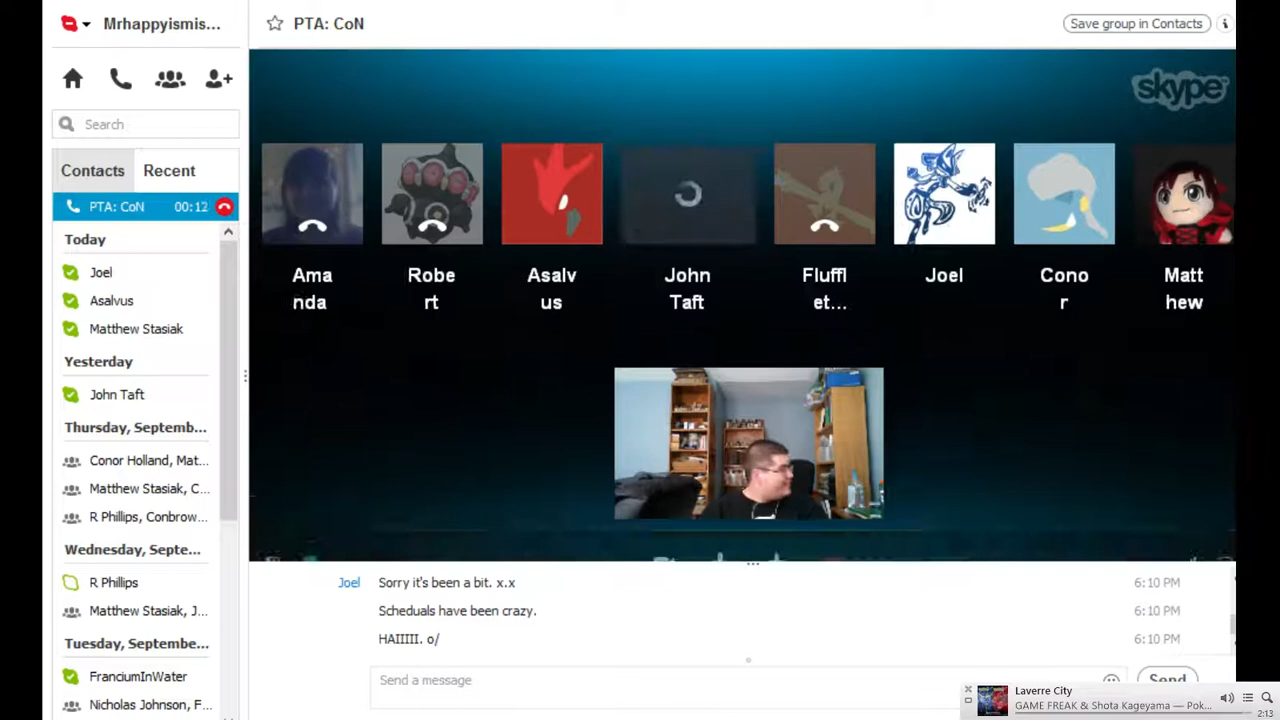 Mrhappyismis...
PTA: CoN
Save group in Contacts
skype
Search
Contacts
Recent
PTA: CoN 00:12
Today
Joel
Asalvus
Matthew Stasiak
Yesterday
John Taft
Thursday, Septemb...
Conor Holland, Mat...
Matthew Stasiak, C...
R Phillips, Conbrow...
Wednesday, Septe...
R Phillips
Matthew Stasiak, J...
Tuesday, Septembe...
FranciumInWater
Nicholas Johnson, F...
Ama
nda
Robe
rt
Asalv
us
John
Taft
Fluffl
et...
Joel
Cono
r
Matt
hew
Joel Sorry it's been a bit. x.x 6:10 PM
Scheduals have been crazy. 6:10 PM
HAIIIII. o/ 6:10 PM
Send a message
Send
Laverre City
GAME FREAK & Shota Kageyama — Pok...
2:13